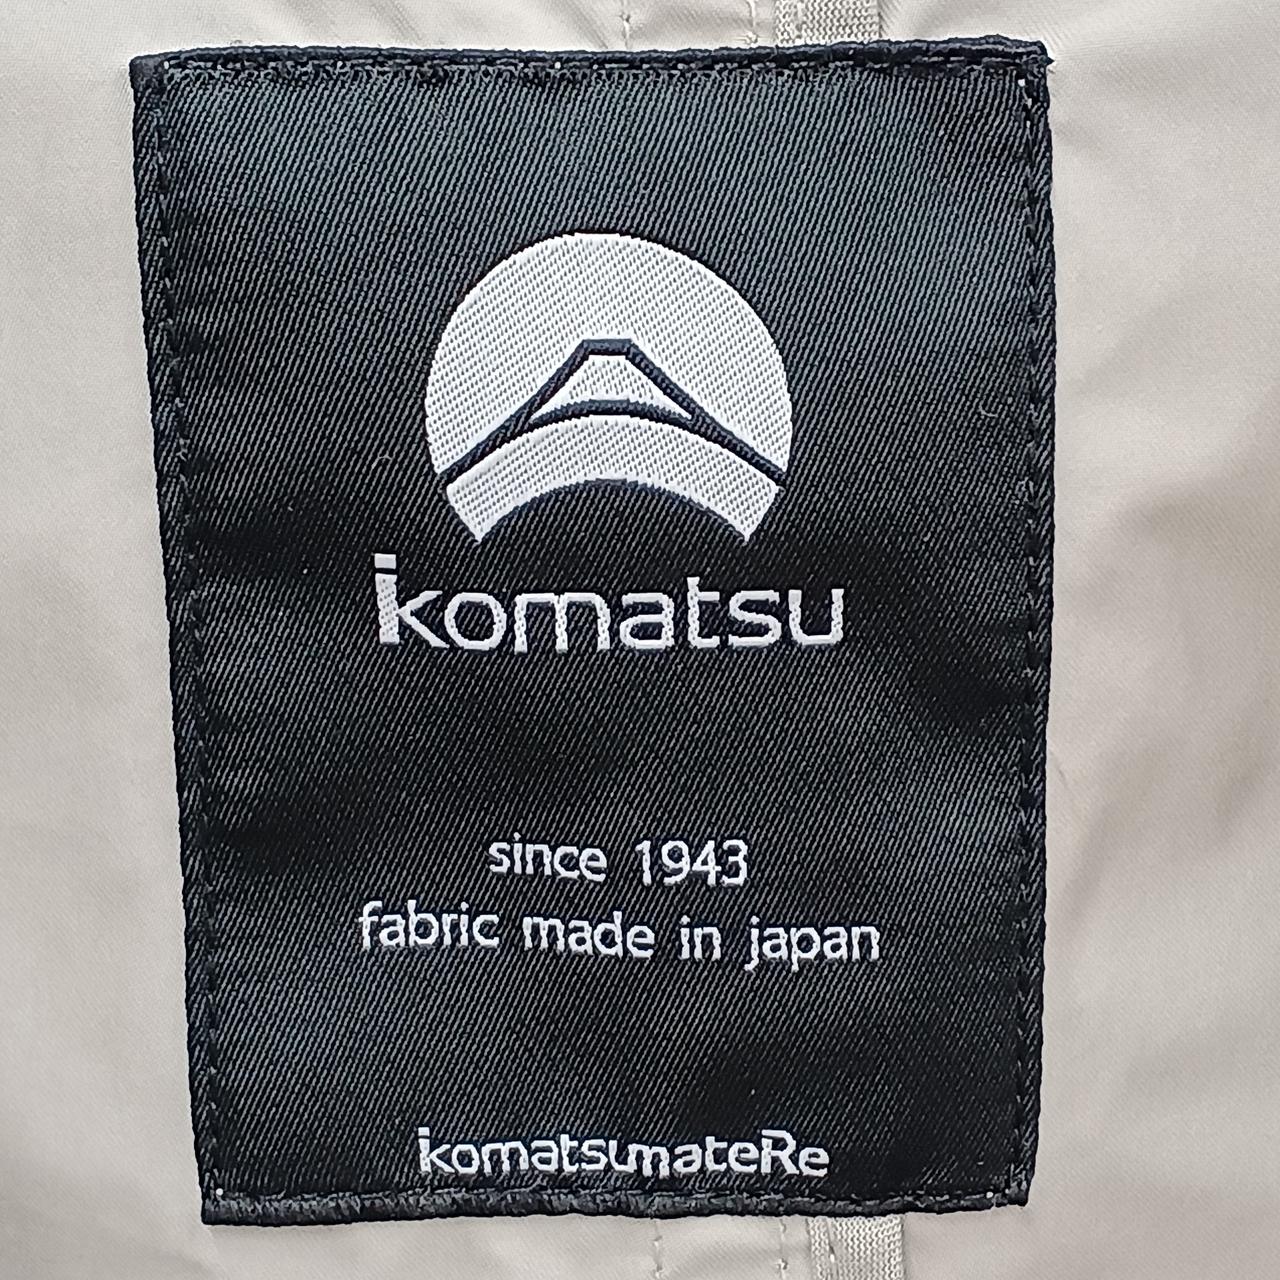 komatsu
since 1943
fabric made in japan
komatsumateRe